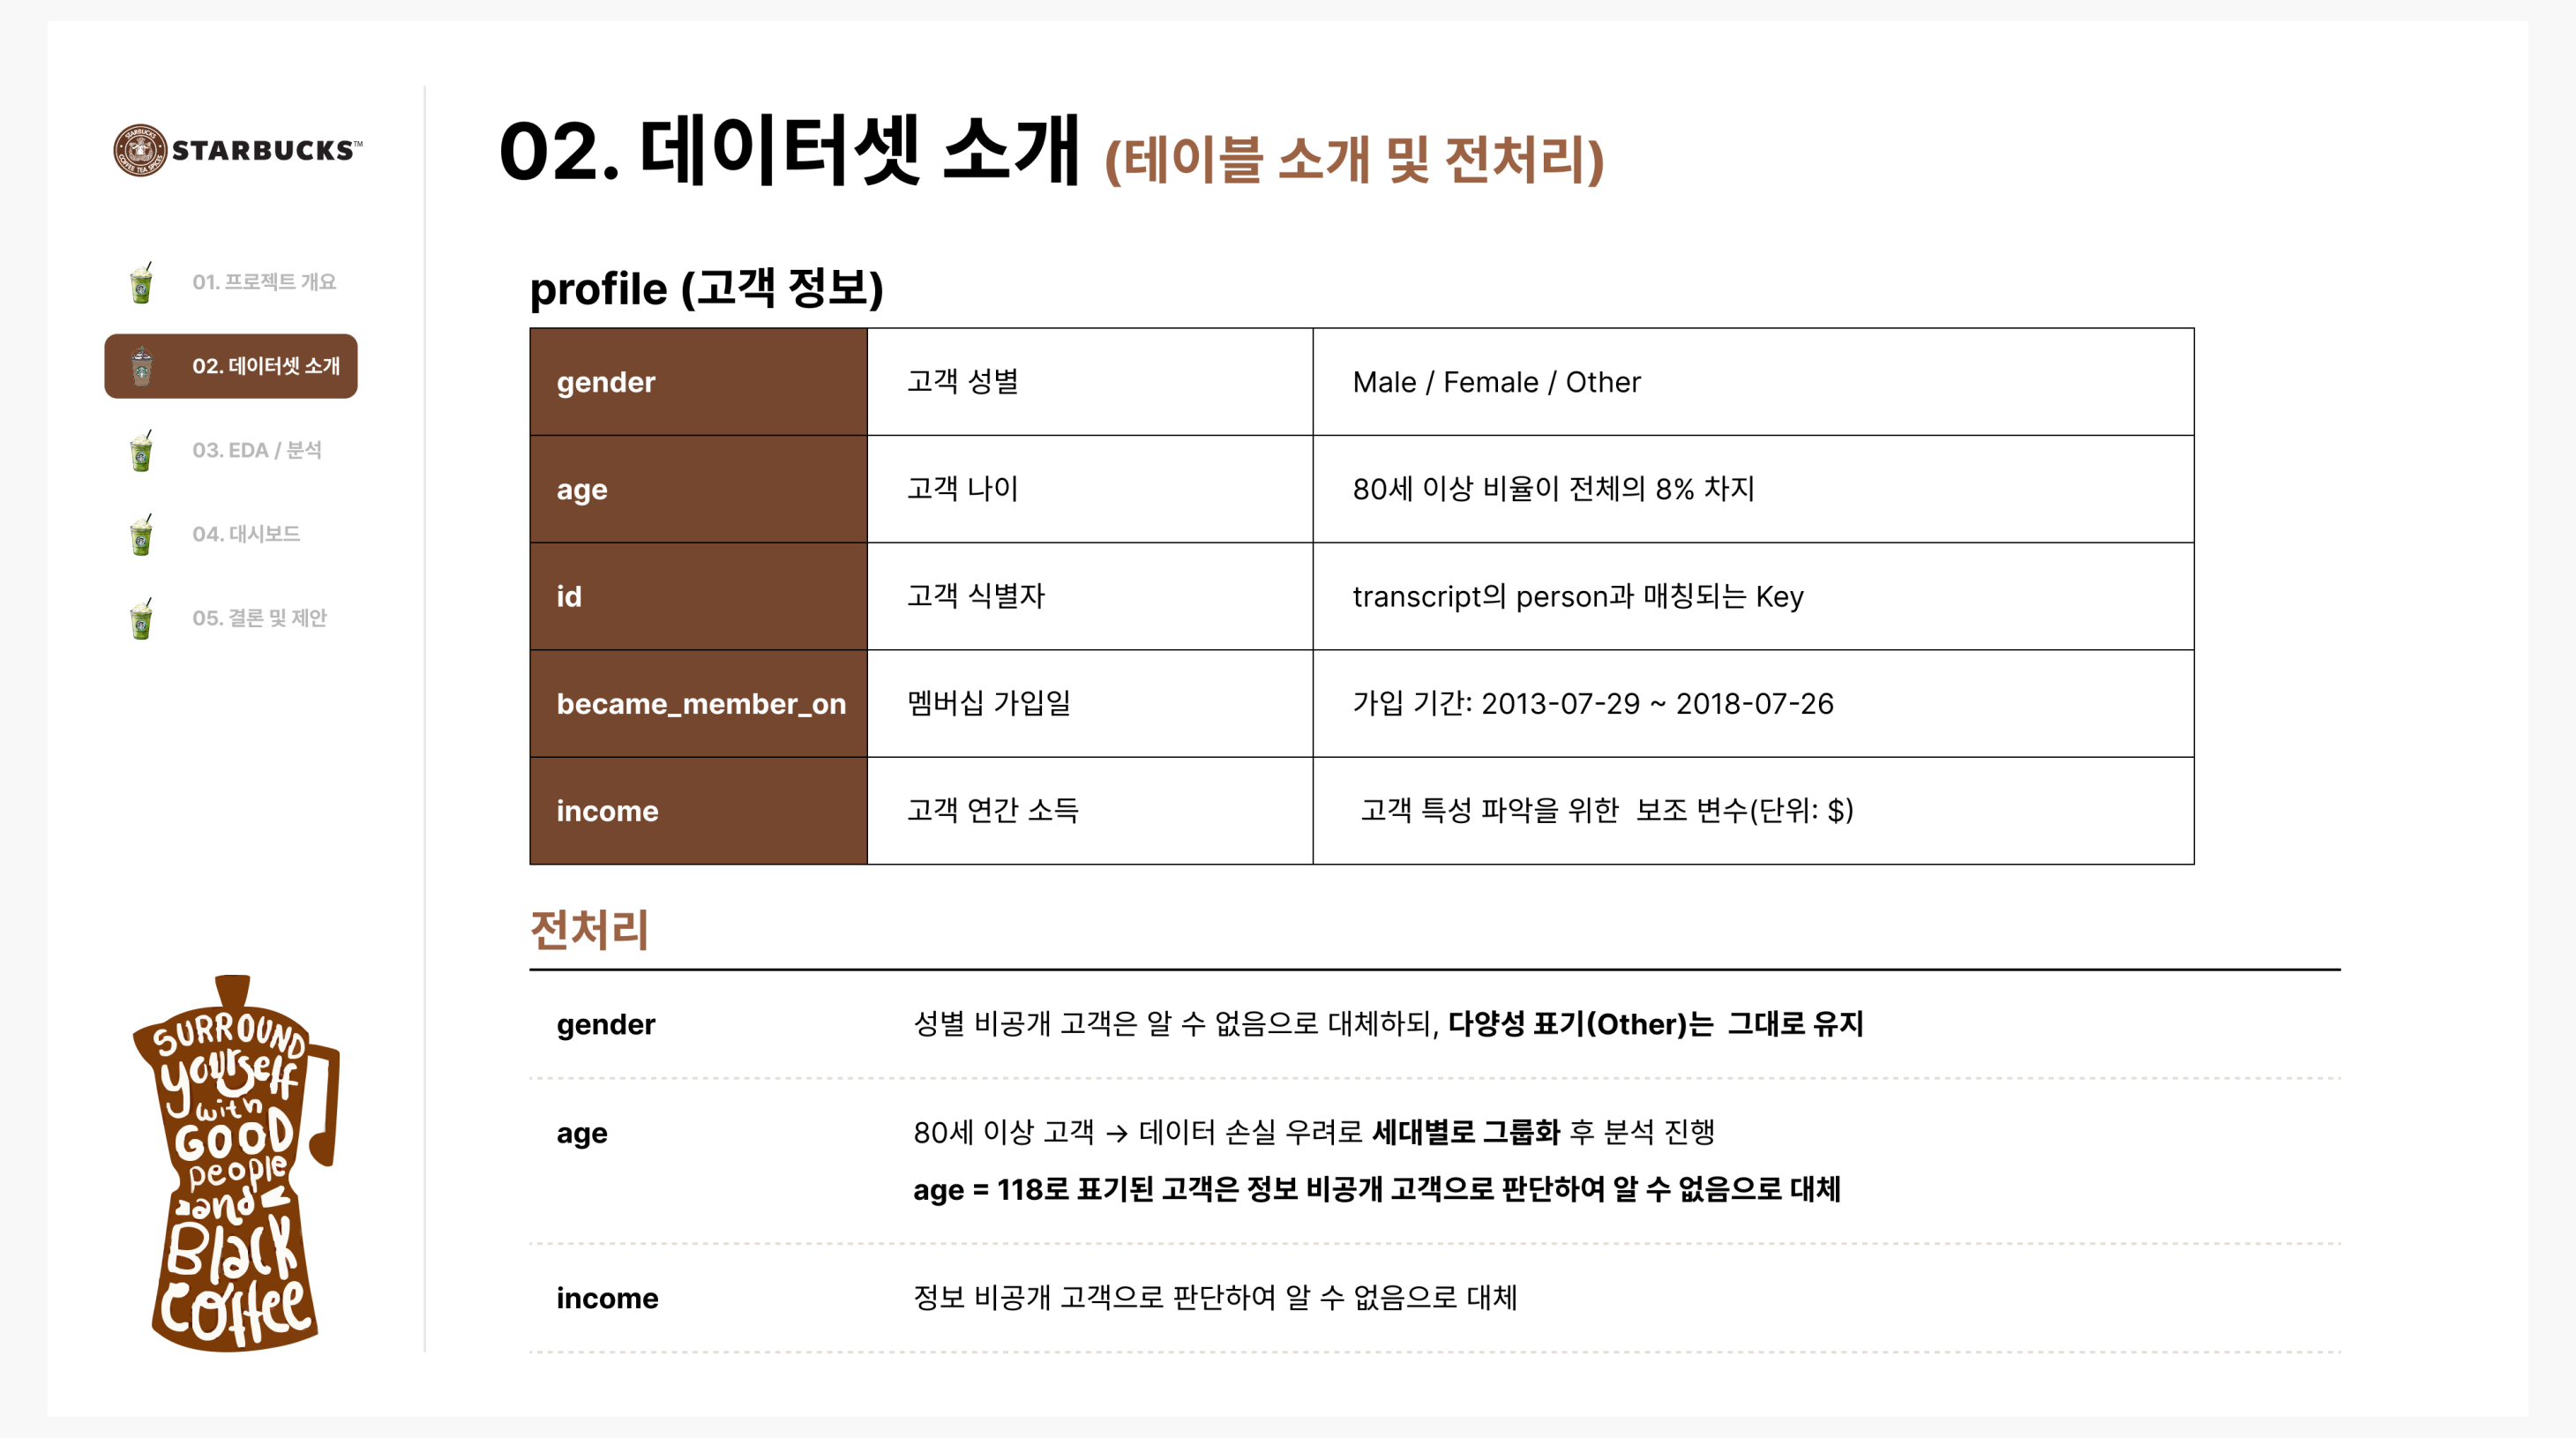 STARBUCKS
COFFEE TEA SPICES
STARBUCKS™
01. 프로젝트 개요
02. 데이터셋 소개
03. EDA / 분석
04. 대시보드
05. 결론 및 제안
SURROUND
yourself
with
GOOD
people
and
Black
Coffee
02. 데이터셋 소개 (테이블 소개 및 전처리)
profile (고객 정보)
gender 고객 성별 Male / Female / Other
age 고객 나이 80세 이상 비율이 전체의 8% 차지
id 고객 식별자 transcript의 person과 매칭되는 Key
became_member_on 멤버십 가입일 가입 기간: 2013-07-29 ~ 2018-07-26
income 고객 연간 소득 고객 특성 파악을 위한 보조 변수(단위: $)
전처리
gender 성별 비공개 고객은 알 수 없음으로 대체하되, 다양성 표기(Other)는 그대로 유지
age 80세 이상 고객 → 데이터 손실 우려로 세대별로 그룹화 후 분석 진행
age = 118로 표기된 고객은 정보 비공개 고객으로 판단하여 알 수 없음으로 대체
income 정보 비공개 고객으로 판단하여 알 수 없음으로 대체